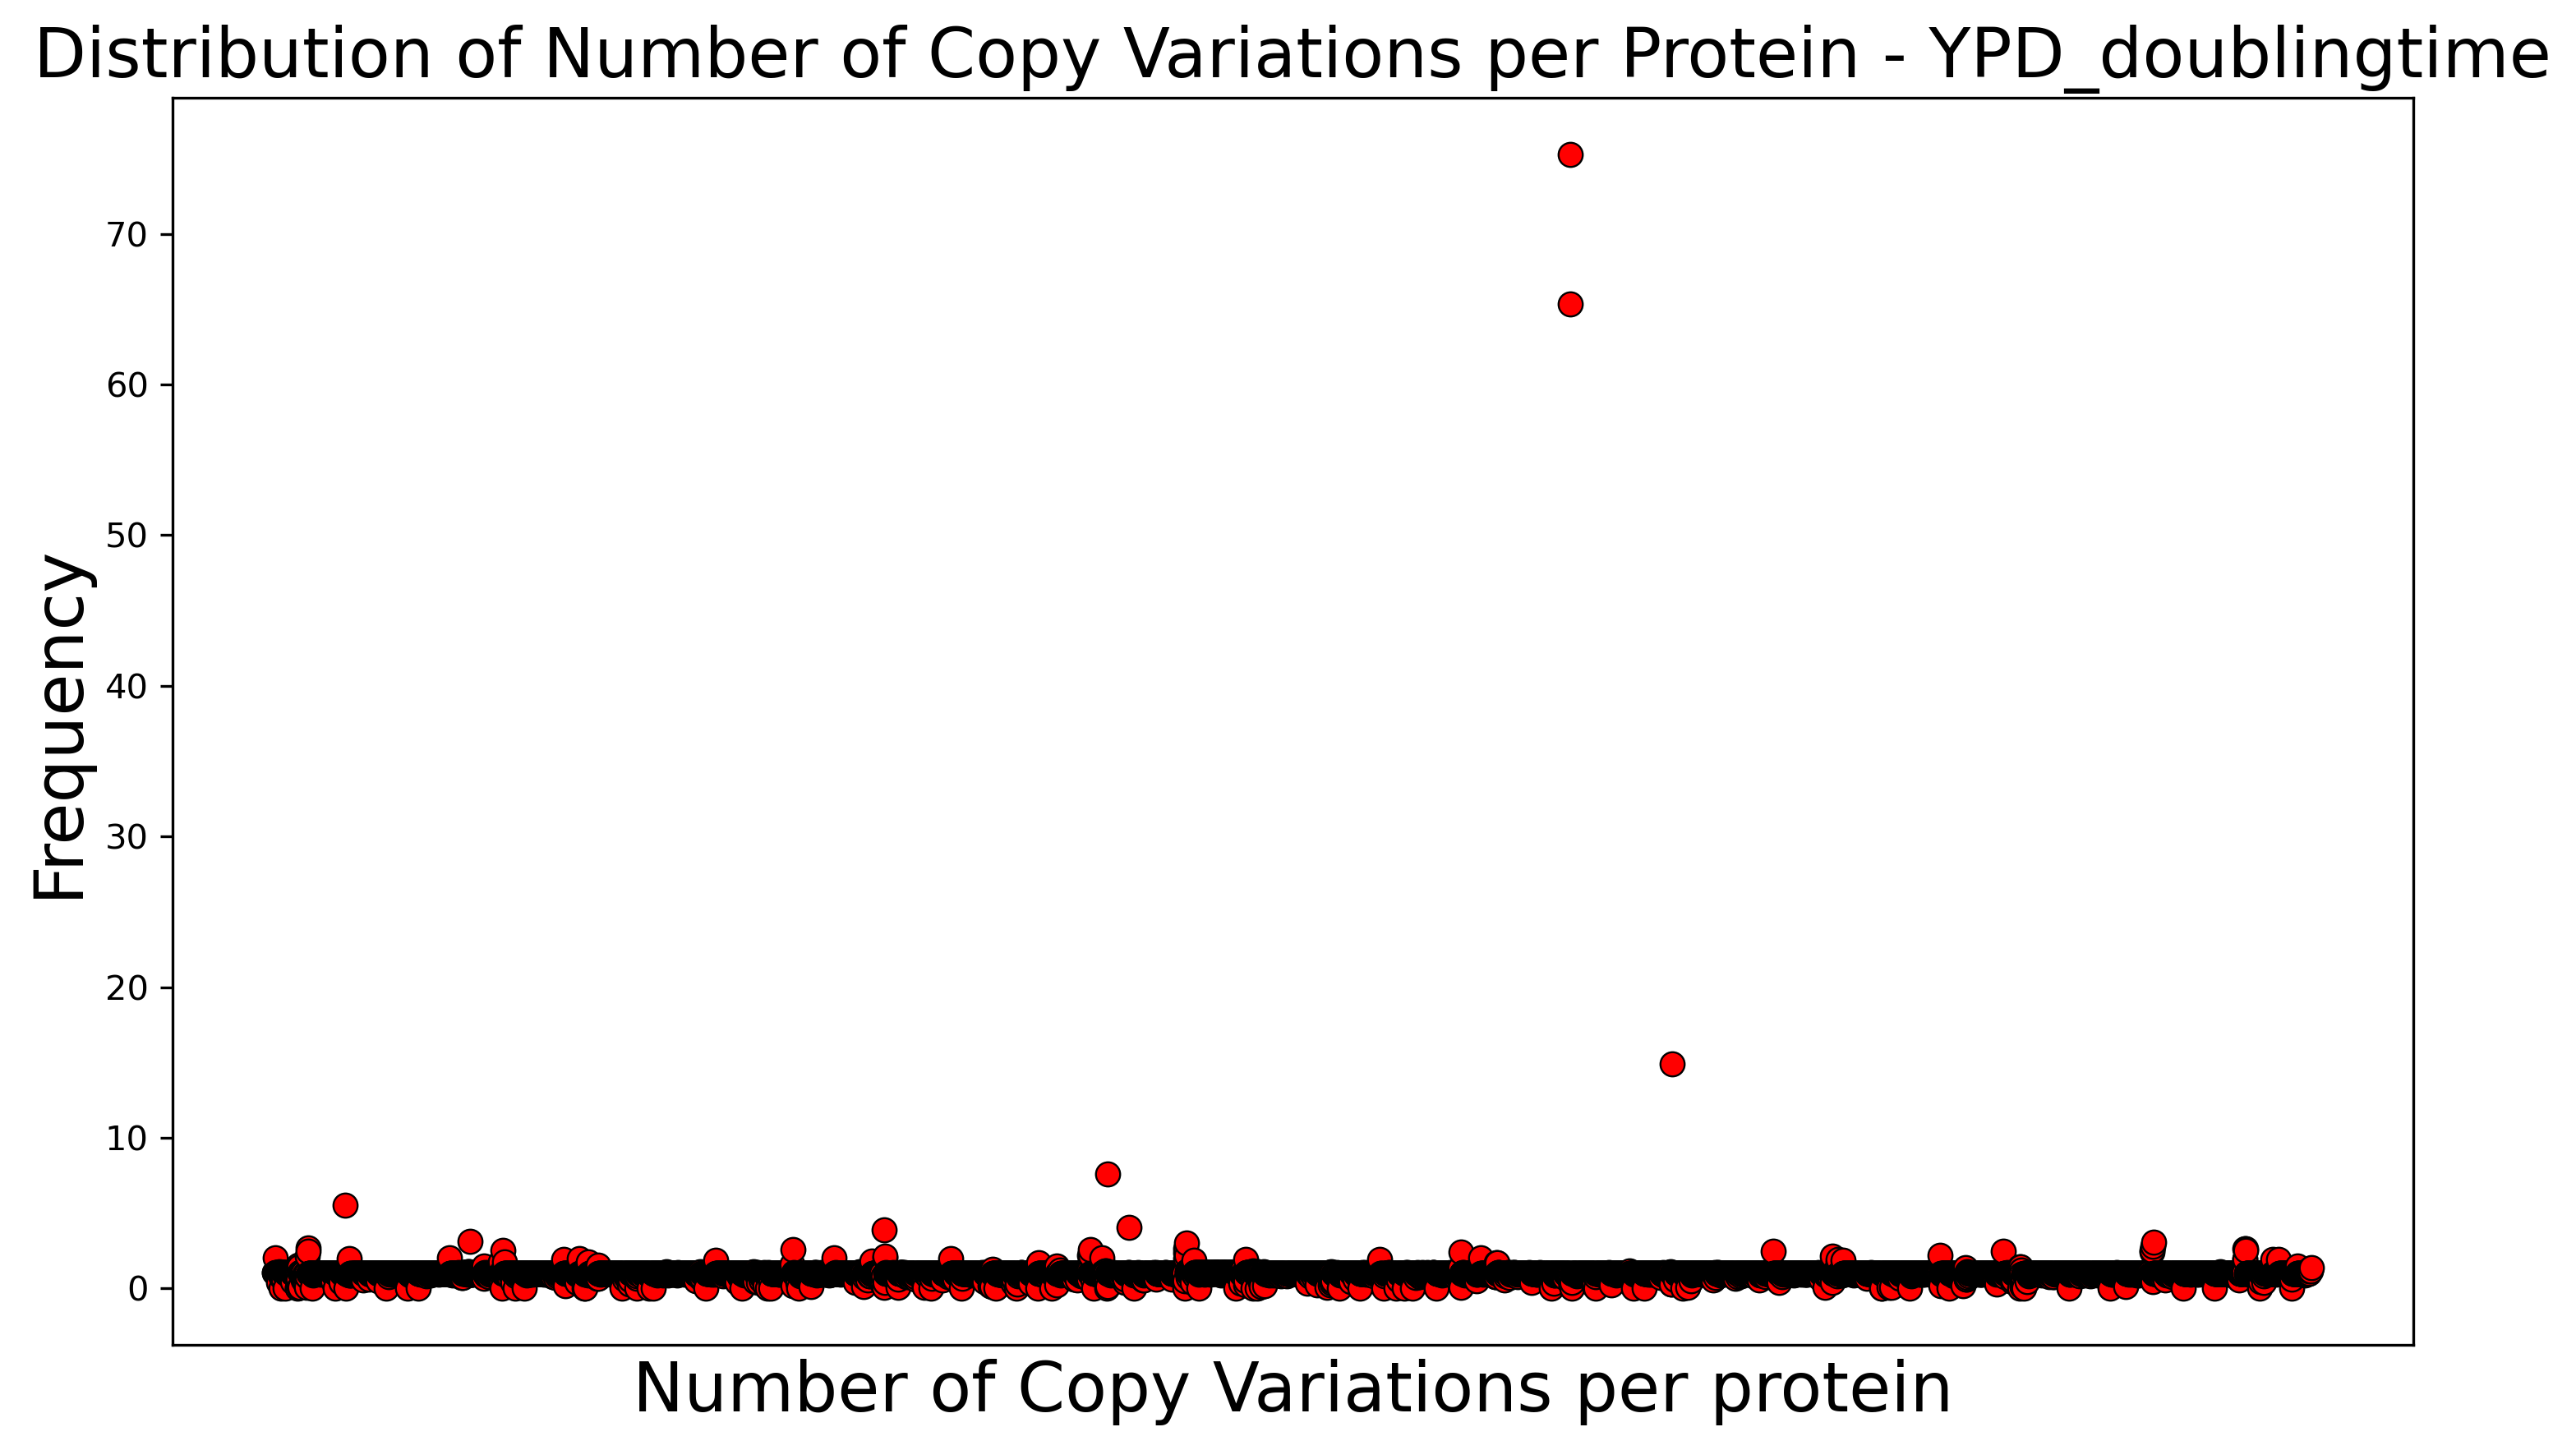 Distribution of Number of Copy Variations per Protein - YPD_doublingtime
Frequency
70
60
50
40
30
20
10
0
Number of Copy Variations per protein